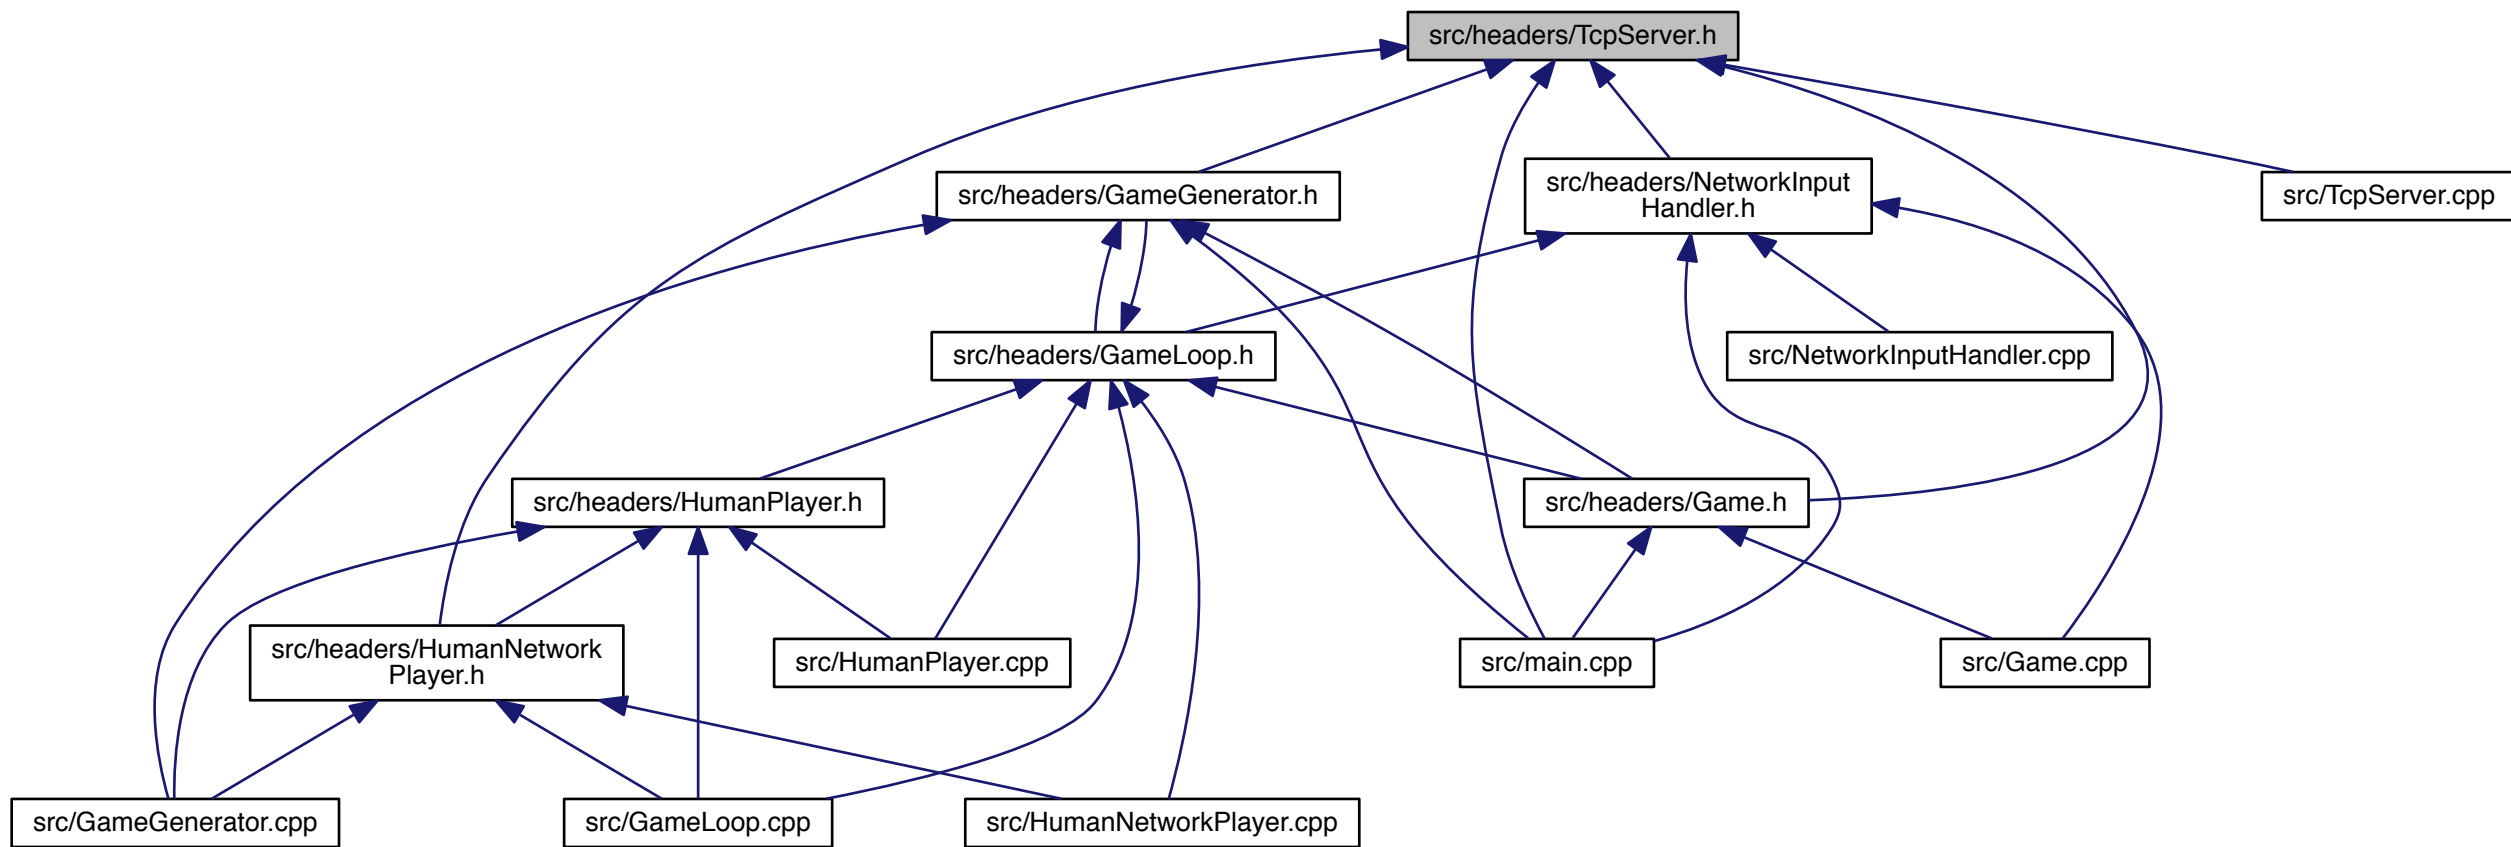 src/headers/TcpServer.h
src/headers/GameGenerator.h
src/headers/NetworkInput
Handler.h
src/TcpServer.cpp
src/headers/GameLoop.h
src/NetworkInputHandler.cpp
src/headers/HumanPlayer.h
src/headers/Game.h
src/headers/HumanNetwork
Player.h
src/HumanPlayer.cpp
src/main.cpp
src/Game.cpp
src/GameGenerator.cpp
src/GameLoop.cpp
src/HumanNetworkPlayer.cpp